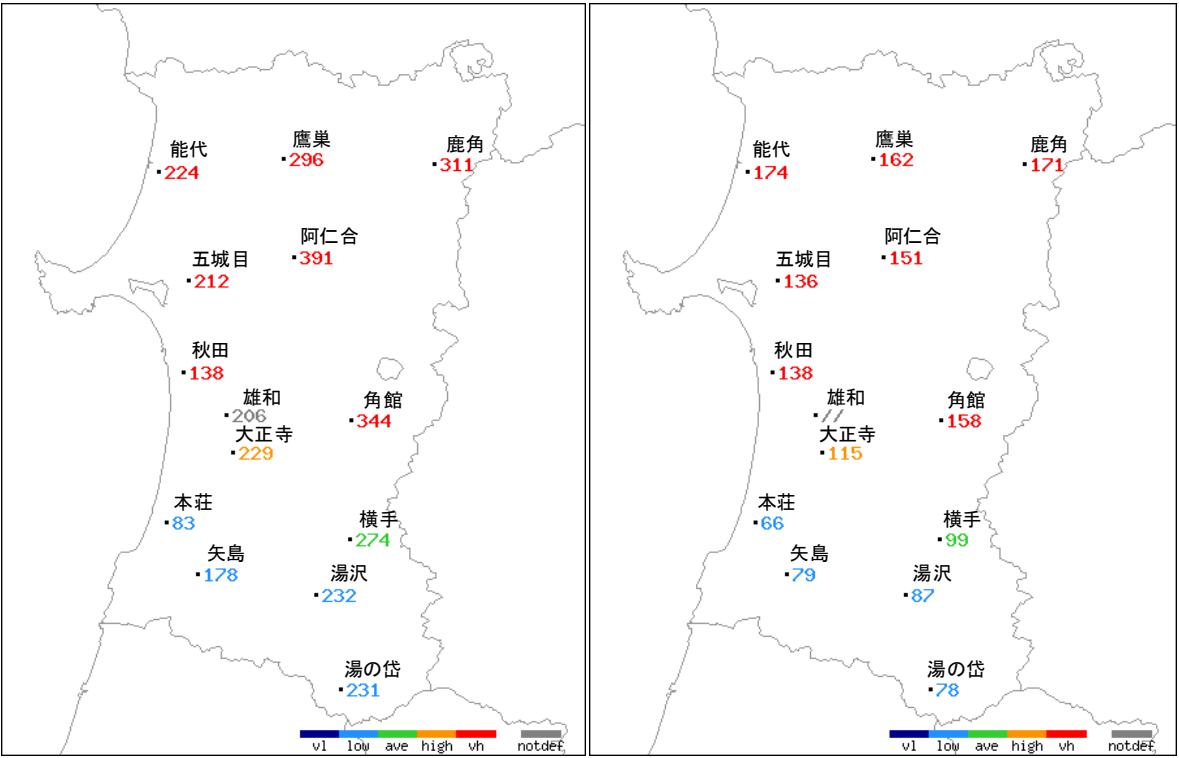 能代
224
鷹巣
296
鹿角
311
阿仁合
391
五城目
212
秋田
138
雄和
206
大正寺
229
角館
344
本荘
83
横手
274
矢島
178
湯沢
232
湯の岱
231
vl low ave high vh notdef
能代
174
鷹巣
162
鹿角
171
阿仁合
151
五城目
136
秋田
138
雄和
//
大正寺
115
角館
158
本荘
66
横手
99
矢島
79
湯沢
87
湯の岱
78
vl low ave high vh notdef